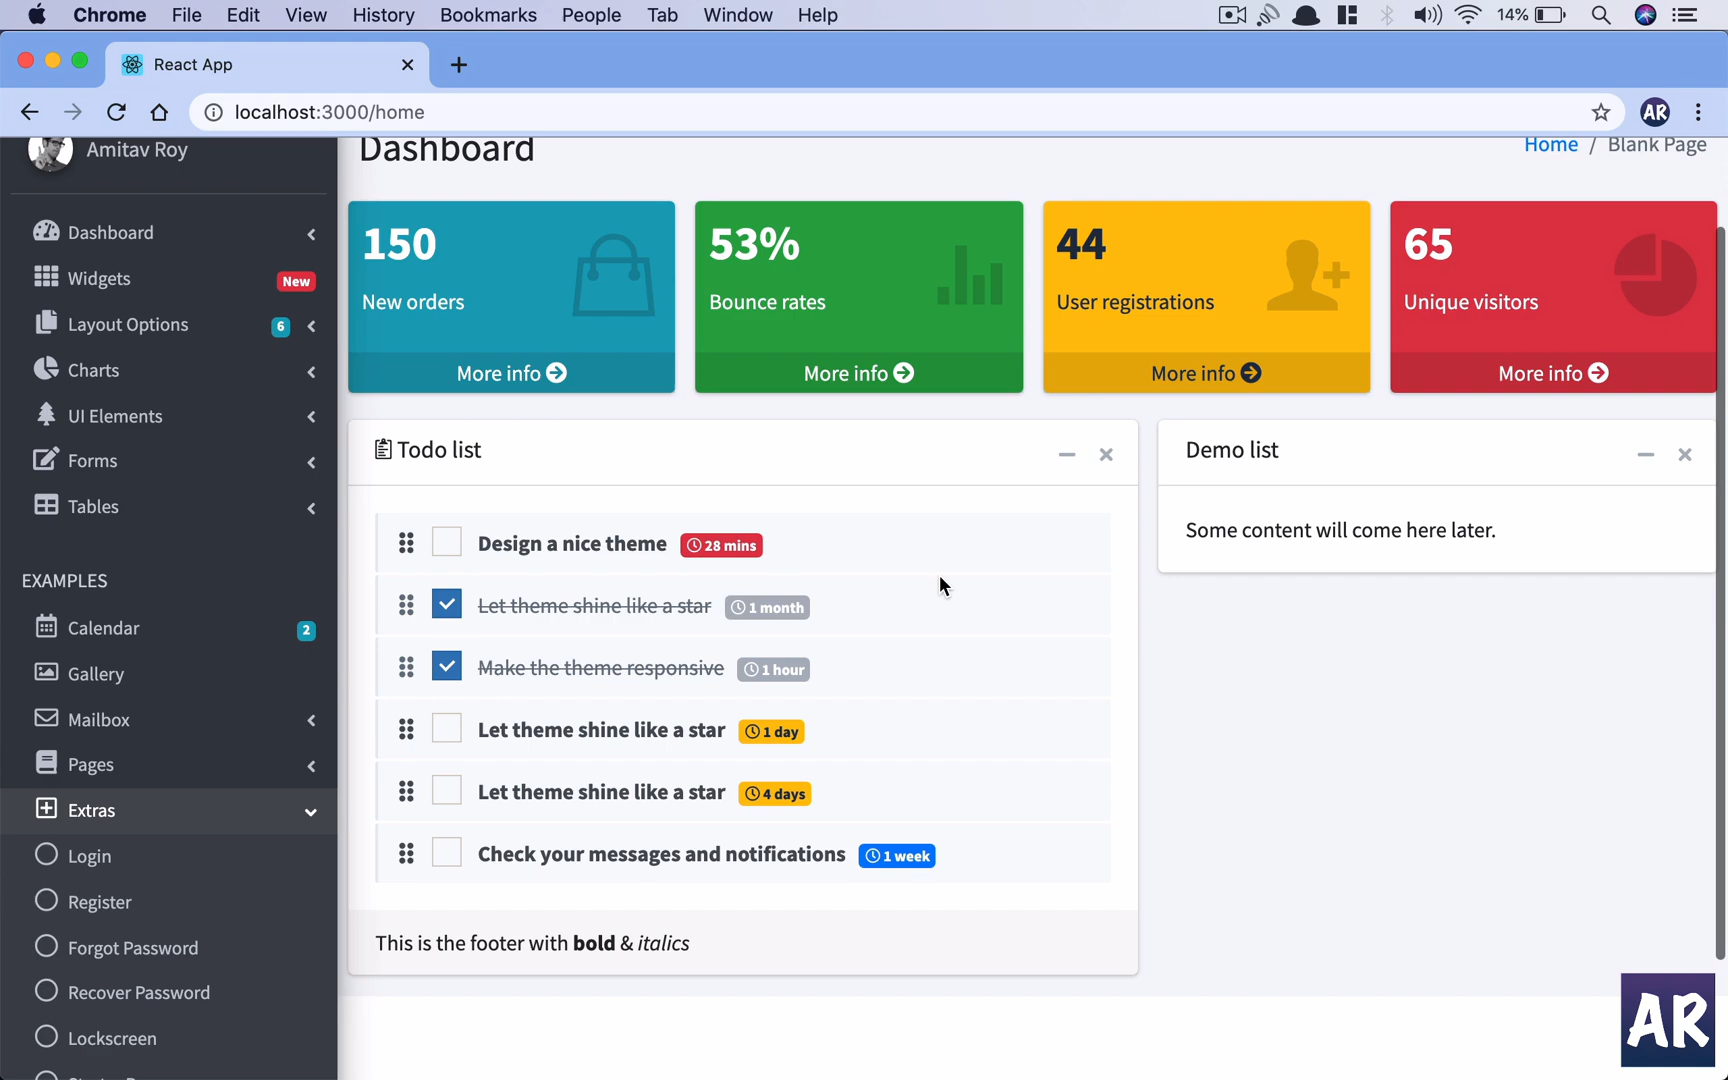 Chrome File Edit View History Bookmarks People Tab Window Help 14%
React App
localhost:3000/home AR
Amitav Roy
Dashboard
Widgets New
Layout Options 6
Charts
UI Elements
Forms
Tables
EXAMPLES
Calendar 2
Gallery
Mailbox
Pages
Extras
Login
Register
Forgot Password
Recover Password
Lockscreen
Dashboard
Home / Blank Page
150
New orders
More info
53%
Bounce rates
More info
44
User registrations
More info
65
Unique visitors
More info
Todo list
Design a nice theme 28 mins
Let theme shine like a star 1 month
Make the theme responsive 1 hour
Let theme shine like a star 1 day
Let theme shine like a star 4 days
Check your messages and notifications 1 week
This is the footer with bold & italics
Demo list
Some content will come here later.
AR